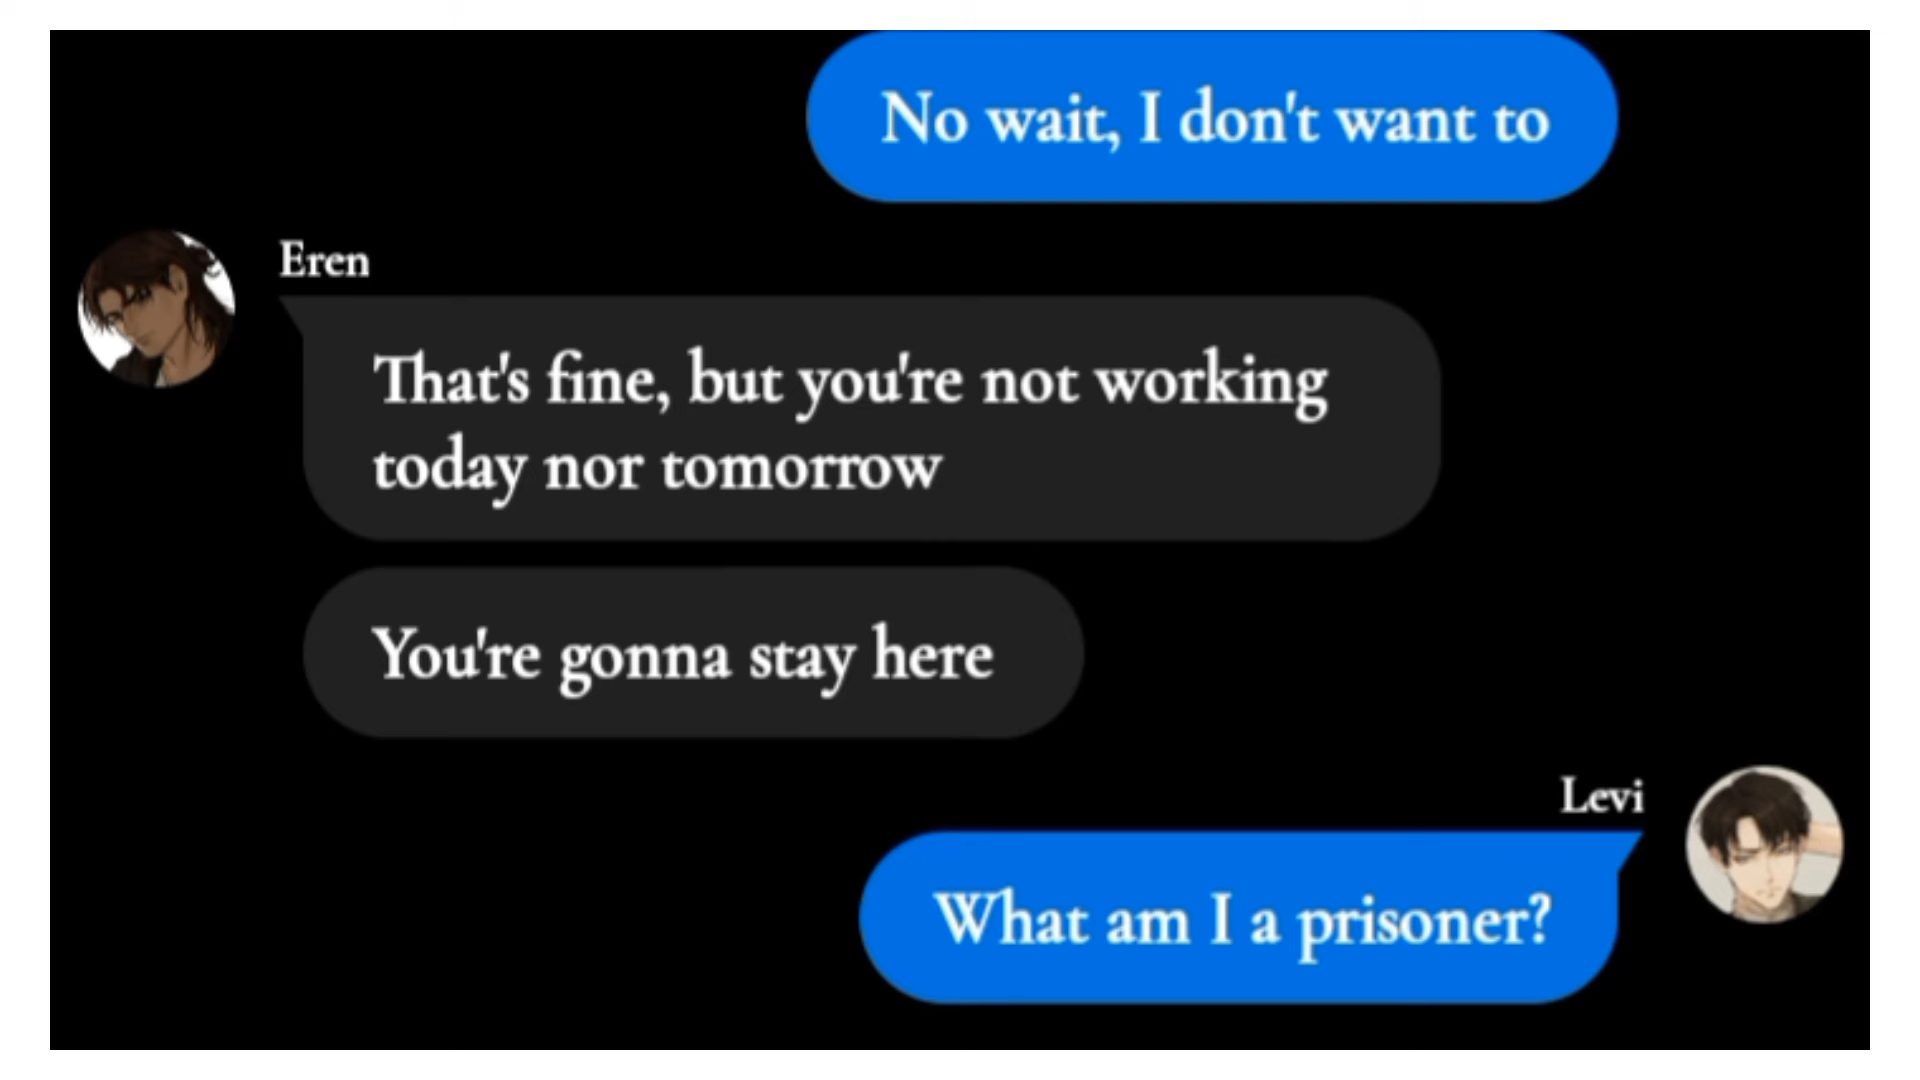 No wait, I don't want to
Eren
That's fine, but you're not working
today nor tomorrow
You're gonna stay here
Levi
What am I a prisoner?